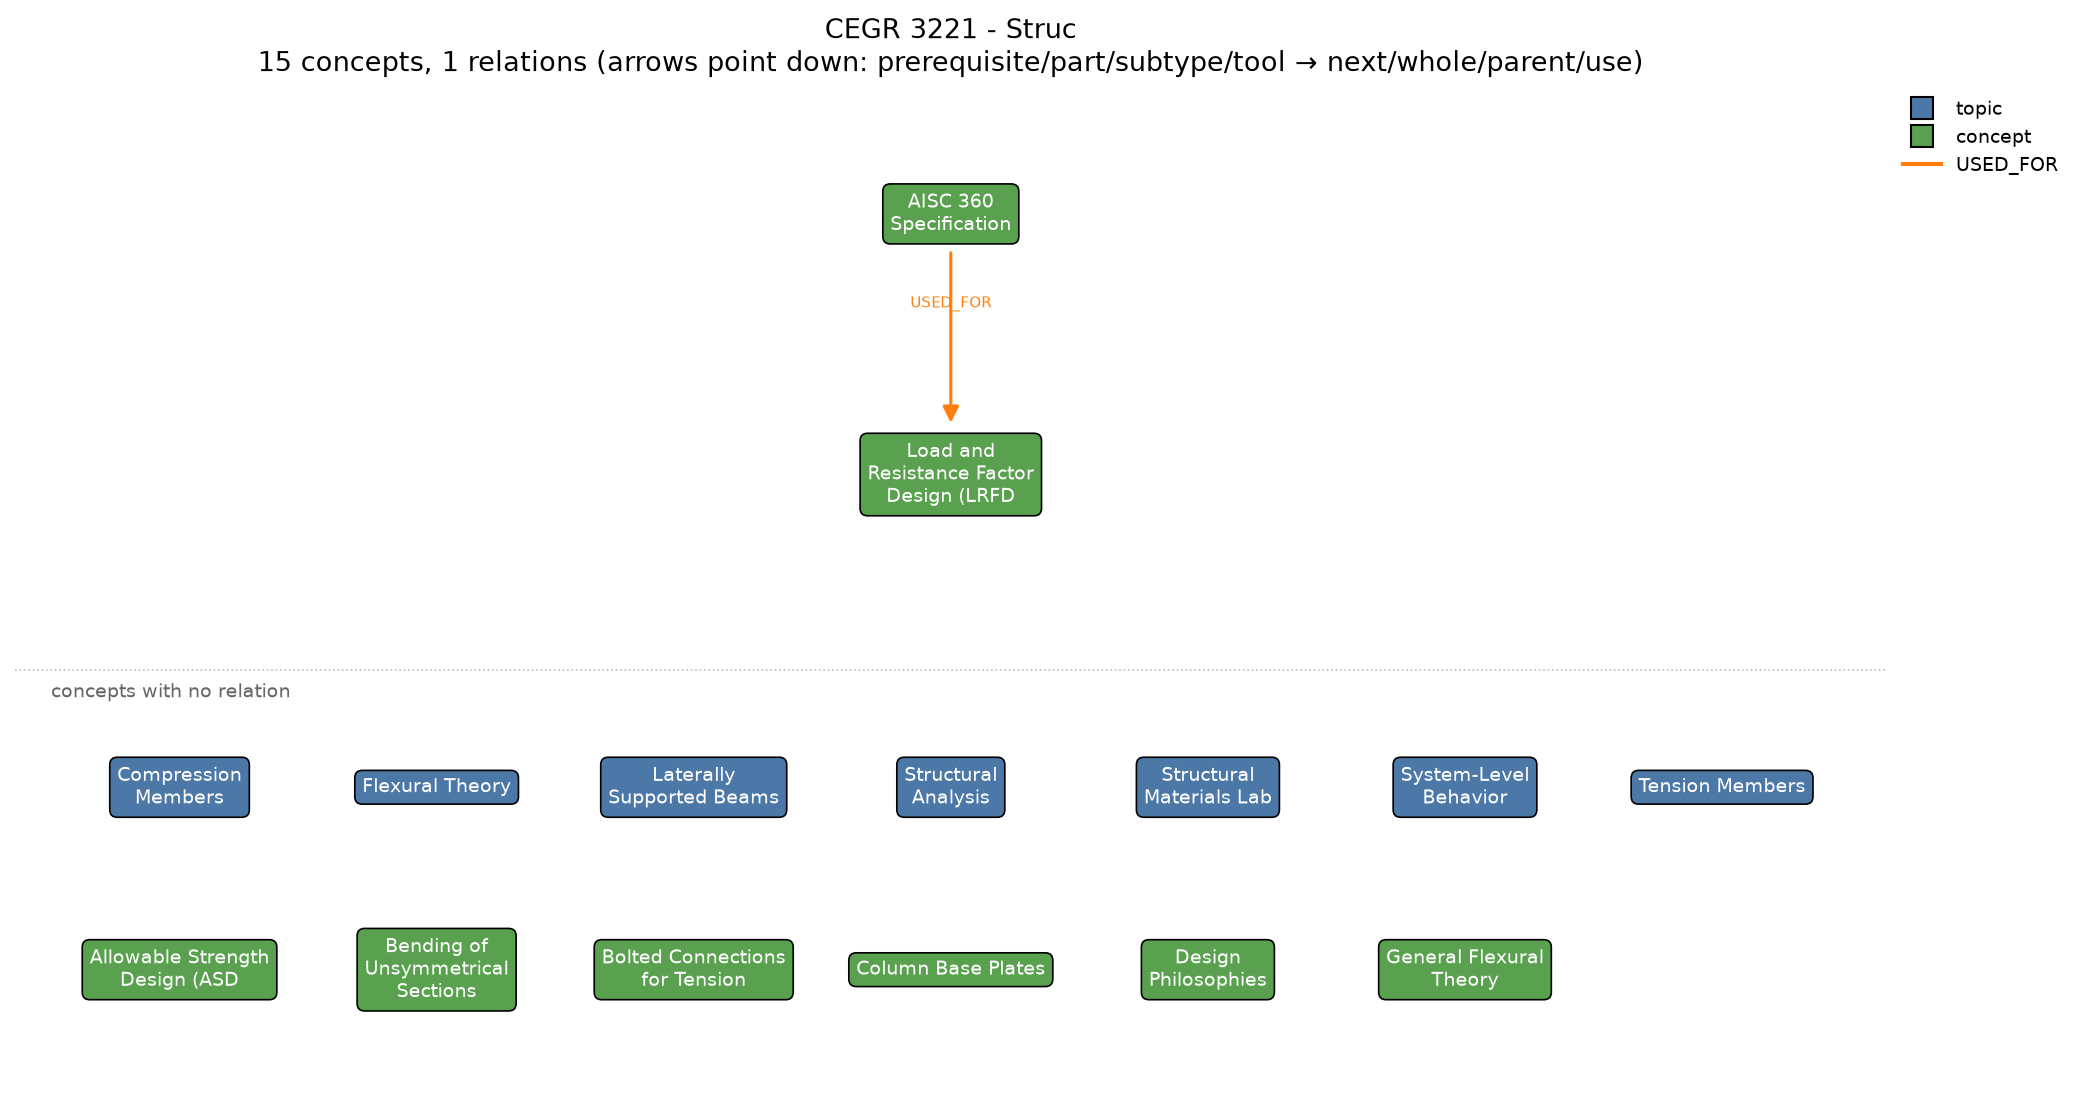 CEGR 3221 - Struc
15 concepts, 1 relations (arrows point down: prerequisite/part/subtype/tool → next/whole/parent/use)
topic
concept
USED_FOR
AISC 360
Specification
USED_FOR
Load and
Resistance Factor
Design (LRFD
concepts with no relation
Compression
Members
Flexural Theory
Laterally
Supported Beams
Structural
Analysis
Structural
Materials Lab
System-Level
Behavior
Tension Members
Allowable Strength
Design (ASD
Bending of
Unsymmetrical
Sections
Bolted Connections
for Tension
Column Base Plates
Design
Philosophies
General Flexural
Theory